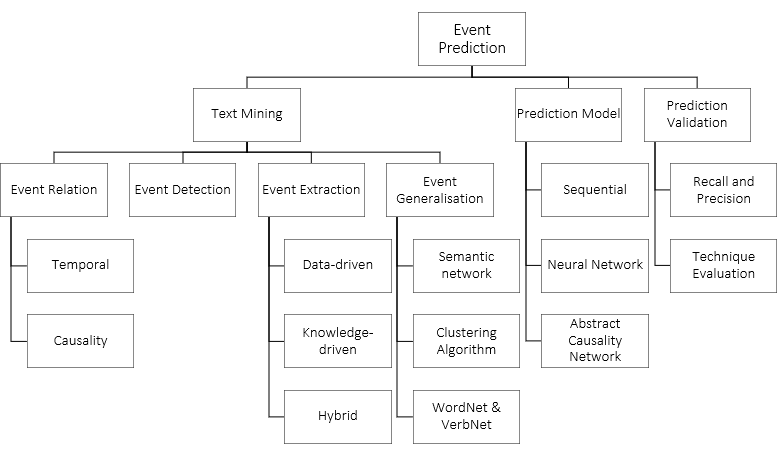 Event
Prediction
Text Mining
Prediction Model
Prediction
Validation
Event Relation
Event Detection
Event Extraction
Event
Generalisation
Sequential
Recall and
Precision
Temporal
Data-driven
Semantic
network
Neural Network
Technique
Evaluation
Causality
Knowledge-
driven
Clustering
Algorithm
Abstract
Causality
Network
Hybrid
WordNet &
VerbNet